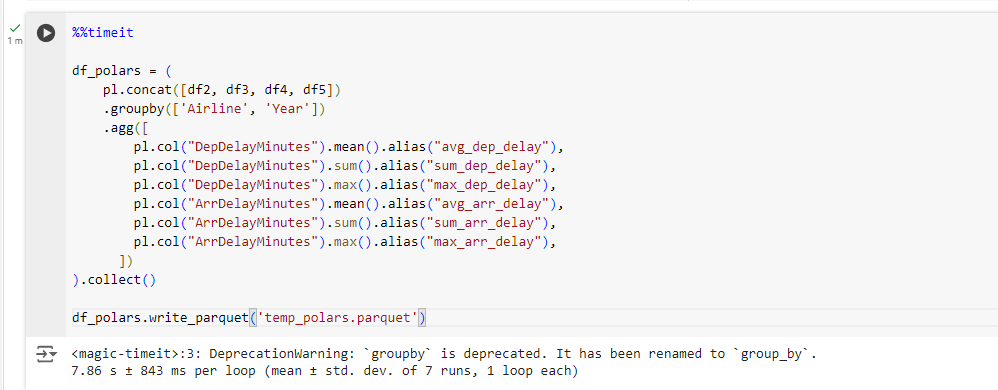 %%timeit
1 m
df_polars = (
    pl.concat([df2, df3, df4, df5])
    .groupby(['Airline', 'Year'])
    .agg([
        pl.col("DepDelayMinutes").mean().alias("avg_dep_delay"),
        pl.col("DepDelayMinutes").sum().alias("sum_dep_delay"),
        pl.col("DepDelayMinutes").max().alias("max_dep_delay"),
        pl.col("ArrDelayMinutes").mean().alias("avg_arr_delay"),
        pl.col("ArrDelayMinutes").sum().alias("sum_arr_delay"),
        pl.col("ArrDelayMinutes").max().alias("max_arr_delay"),
      ])
).collect()
df_polars.write_parquet('temp_polars.parquet')
<magic-timeit>:3: DeprecationWarning: `groupby` is deprecated. It has been renamed to `group_by`.
7.86 s ± 843 ms per loop (mean ± std. dev. of 7 runs, 1 loop each)